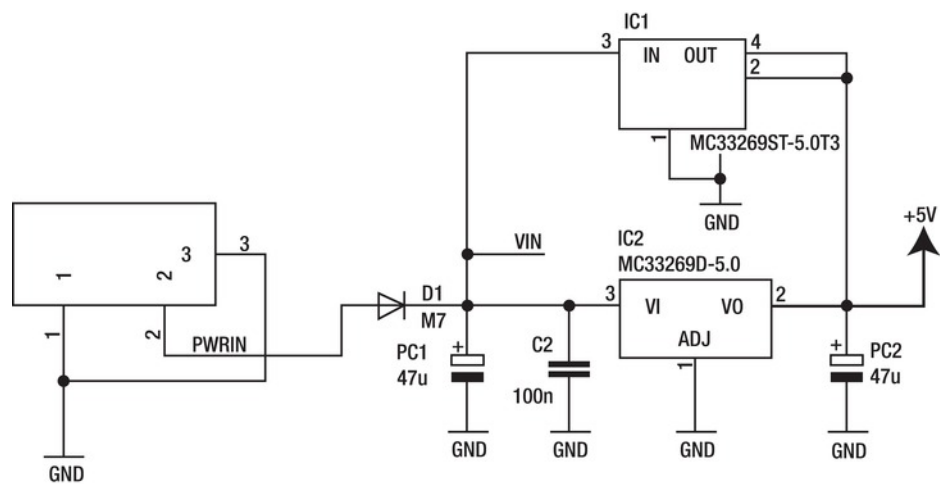 IC1
3
IN OUT
4
2
1
MC33269ST-5.0T3
GND
+5V
VIN
IC2
MC33269D-5.0
3
3
1
2
D1
M7
3
VI
VO
2
ADJ
1
1
2
PWRIN
PC1
47u
+
C2
100n
PC2
47u
+
GND
GND
GND
GND
GND